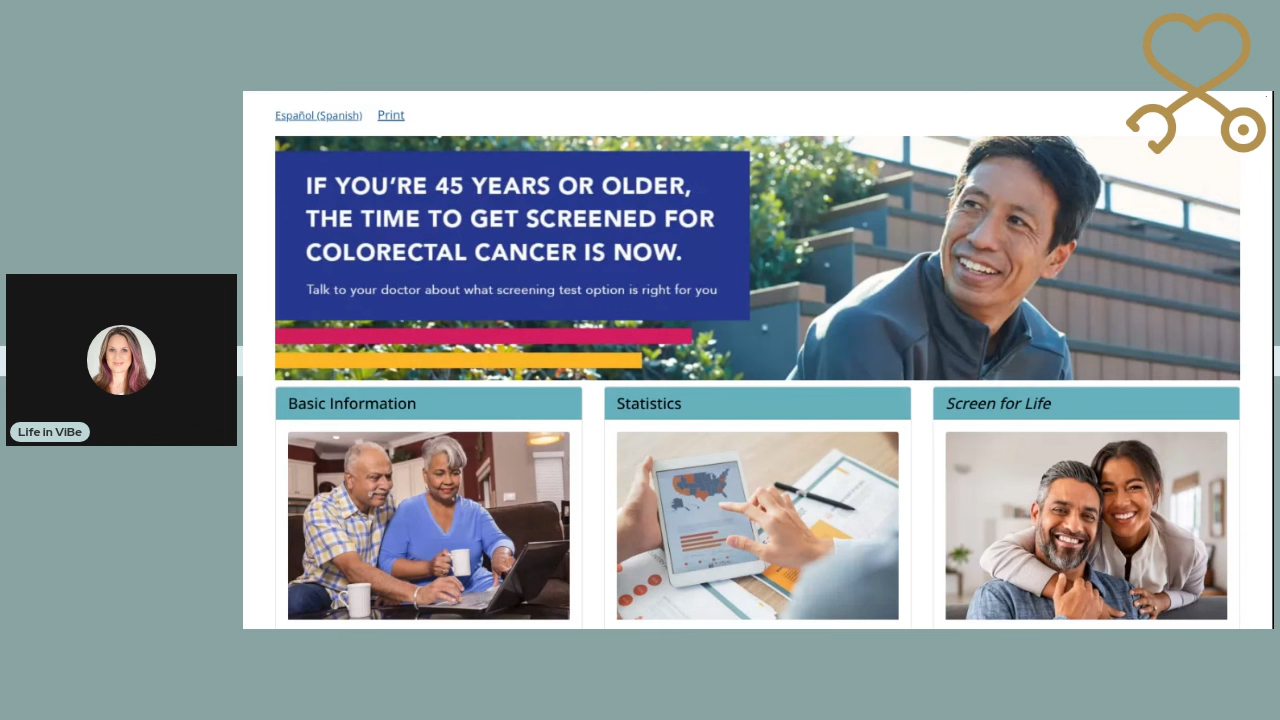 Español (Spanish) Print
IF YOU'RE 45 YEARS OR OLDER,
THE TIME TO GET SCREENED FOR
COLORECTAL CANCER IS NOW.
Talk to your doctor about what screening test option is right for you
Basic Information
Statistics
Screen for Life
Life in ViBe